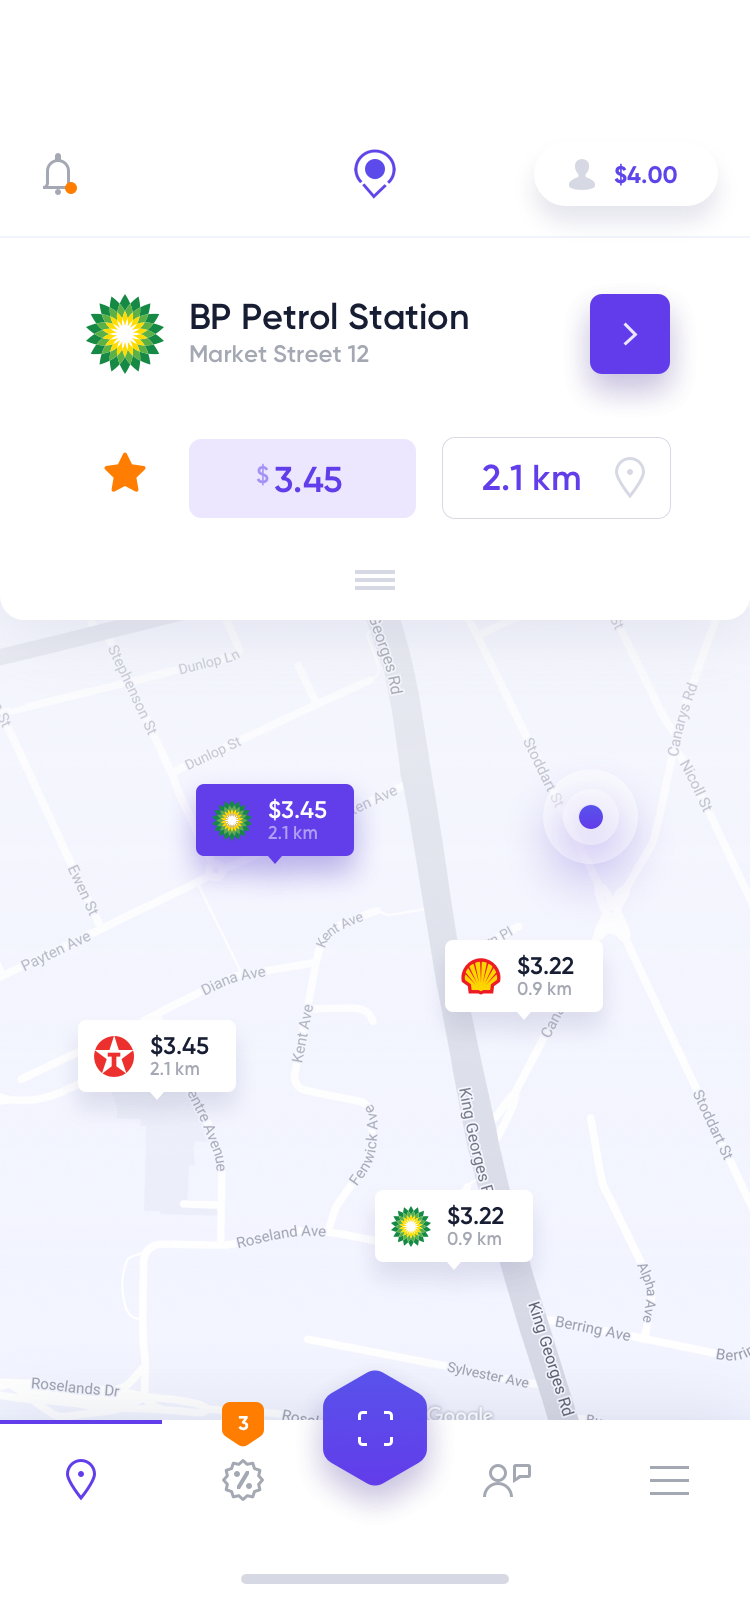 $4.00
BP Petrol Station
Market Street 12
$ 3.45
2.1 km
Georges Rd
St
Dunlop Ln
Stephenson St
Canarys Rd
St
Dunlop St
Stoddart St
Nicoll St
$3.45
2.1 km
Ave
Ewen St
Kent Ave
Payten Ave
Pl
$3.22
0.9 km
Diana Ave
Kent Ave
$3.45
2.1 km
King Georges
Stoddart St
Avenue
Fenwick Ave
$3.22
0.9 km
Roseland Ave
Alpha Ave
King Georges Rd
Berring Ave
Sylvester Ave
Roselands Dr
Google
3